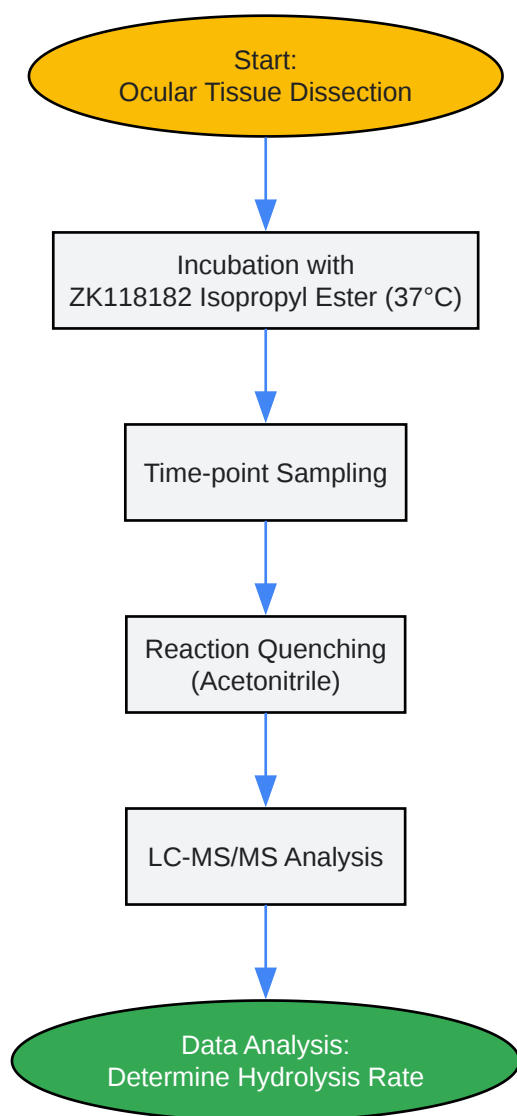 Start:
Ocular Tissue Dissection
Incubation with
ZK118182 Isopropyl Ester (37°C)
Time-point Sampling
Reaction Quenching
(Acetonitrile)
LC-MS/MS Analysis
Data Analysis:
Determine Hydrolysis Rate